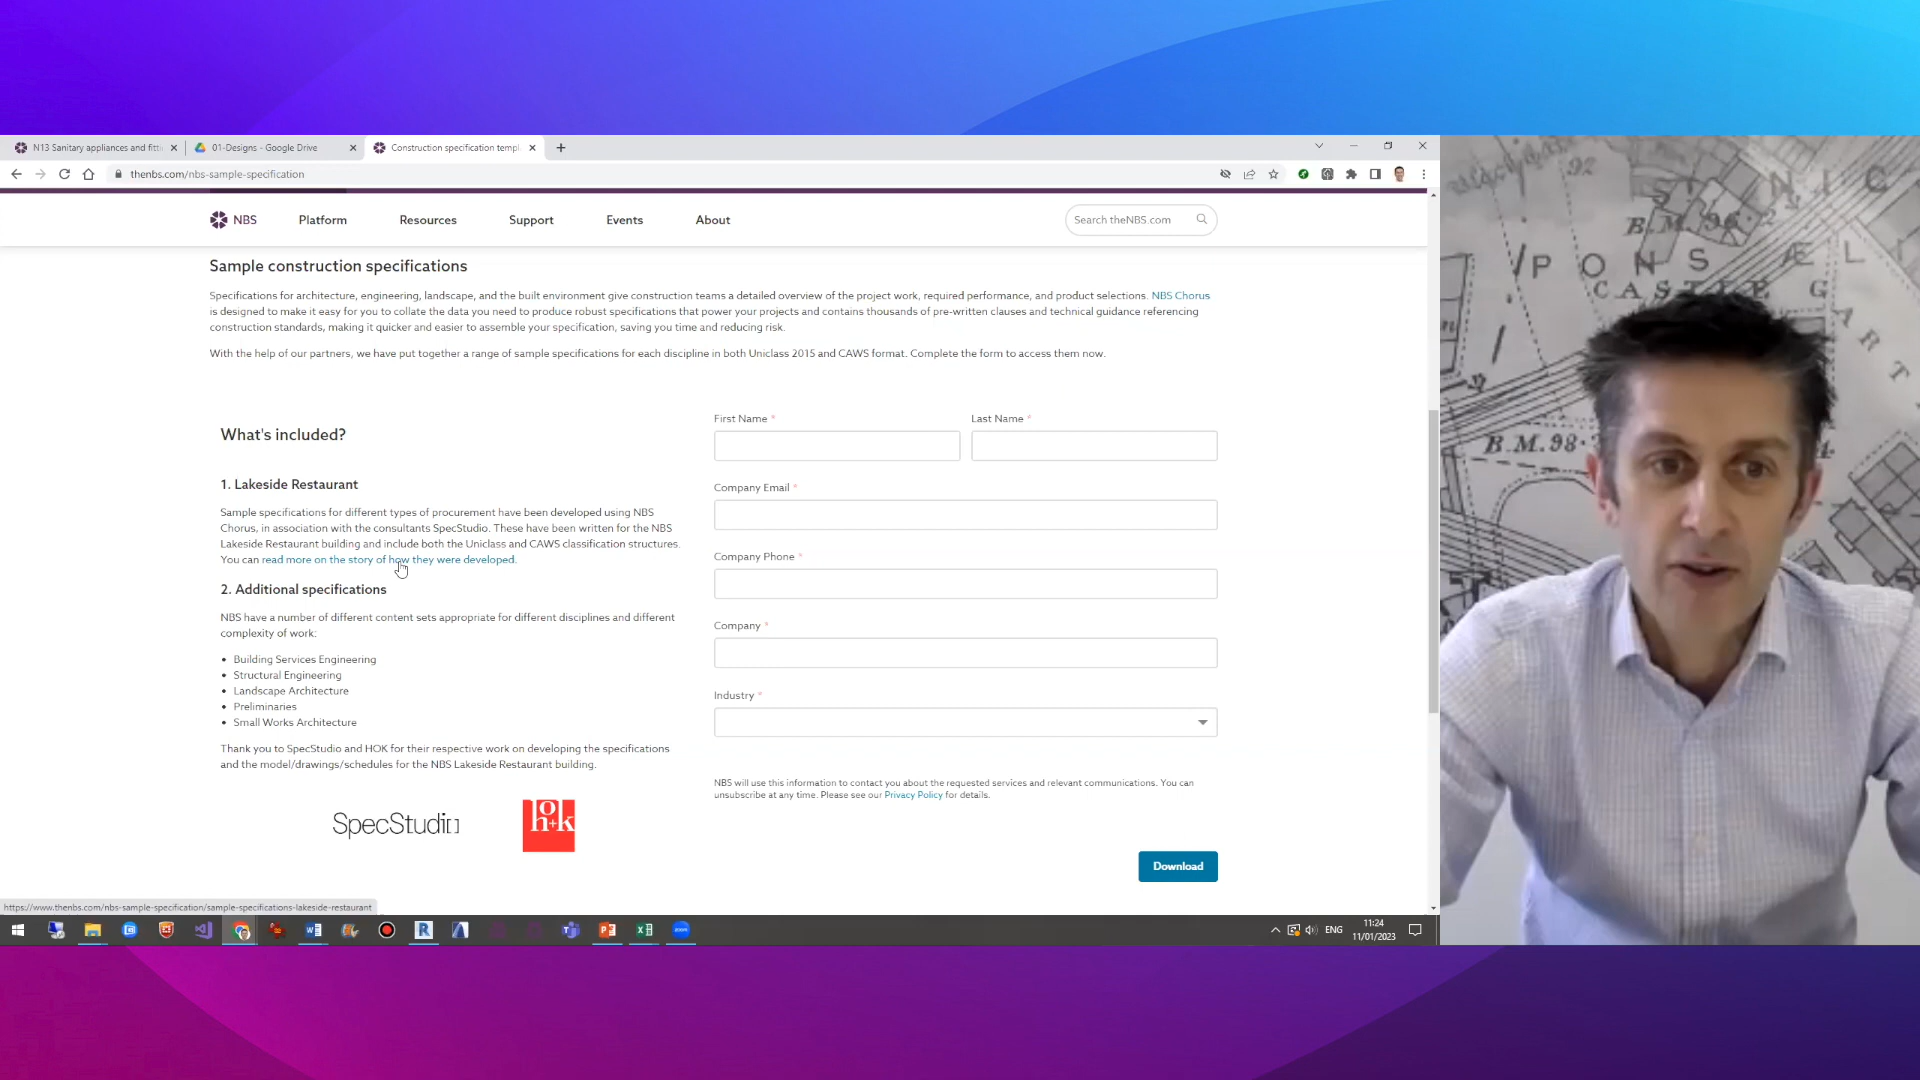 N13 Sanitary appliances and fitti
01-Designs - Google Drive
Construction specification templ
thenbs.com/nbs-sample-specification
NBS
Platform
Resources
Support
Events
About
Search theNBS.com
Sample construction specifications
Specifications for architecture, engineering, landscape, and the built environment give construction teams a detailed overview of the project work, required performance, and product selections. NBS Chorus
is designed to make it easy for you to collate the data you need to produce robust specifications that power your projects and contains thousands of pre-written clauses and technical guidance referencing
construction standards, making it quicker and easier to assemble your specification, saving you time and reducing risk.
With the help of our partners, we have put together a range of sample specifications for each discipline in both Uniclass 2015 and CAWS format. Complete the form to access them now.
What's included?
1. Lakeside Restaurant
Sample specifications for different types of procurement have been developed using NBS
Chorus, in association with the consultants SpecStudio. These have been written for the NBS
Lakeside Restaurant building and include both the Uniclass and CAWS classification structures.
You can read more on the story of how they were developed.
2. Additional specifications
NBS have a number of different content sets appropriate for different disciplines and different
complexity of work:
• Building Services Engineering
• Structural Engineering
• Landscape Architecture
• Preliminaries
• Small Works Architecture
Thank you to SpecStudio and HOK for their respective work on developing the specifications
and the model/drawings/schedules for the NBS Lakeside Restaurant building.
SpecStudio
h+k
First Name *
Last Name *
Company Email *
Company Phone *
Company *
Industry *
NBS will use this information to contact you about the requested services and relevant communications. You can
unsubscribe at any time. Please see our Privacy Policy for details.
Download
https://www.thenbs.com/nbs-sample-specification/sample-specifications-lakeside-restaurant
ENG
11:24
11/01/2023
92
B.M. 96
PONS ÆL
CASTLE G
ART
B.M. 98